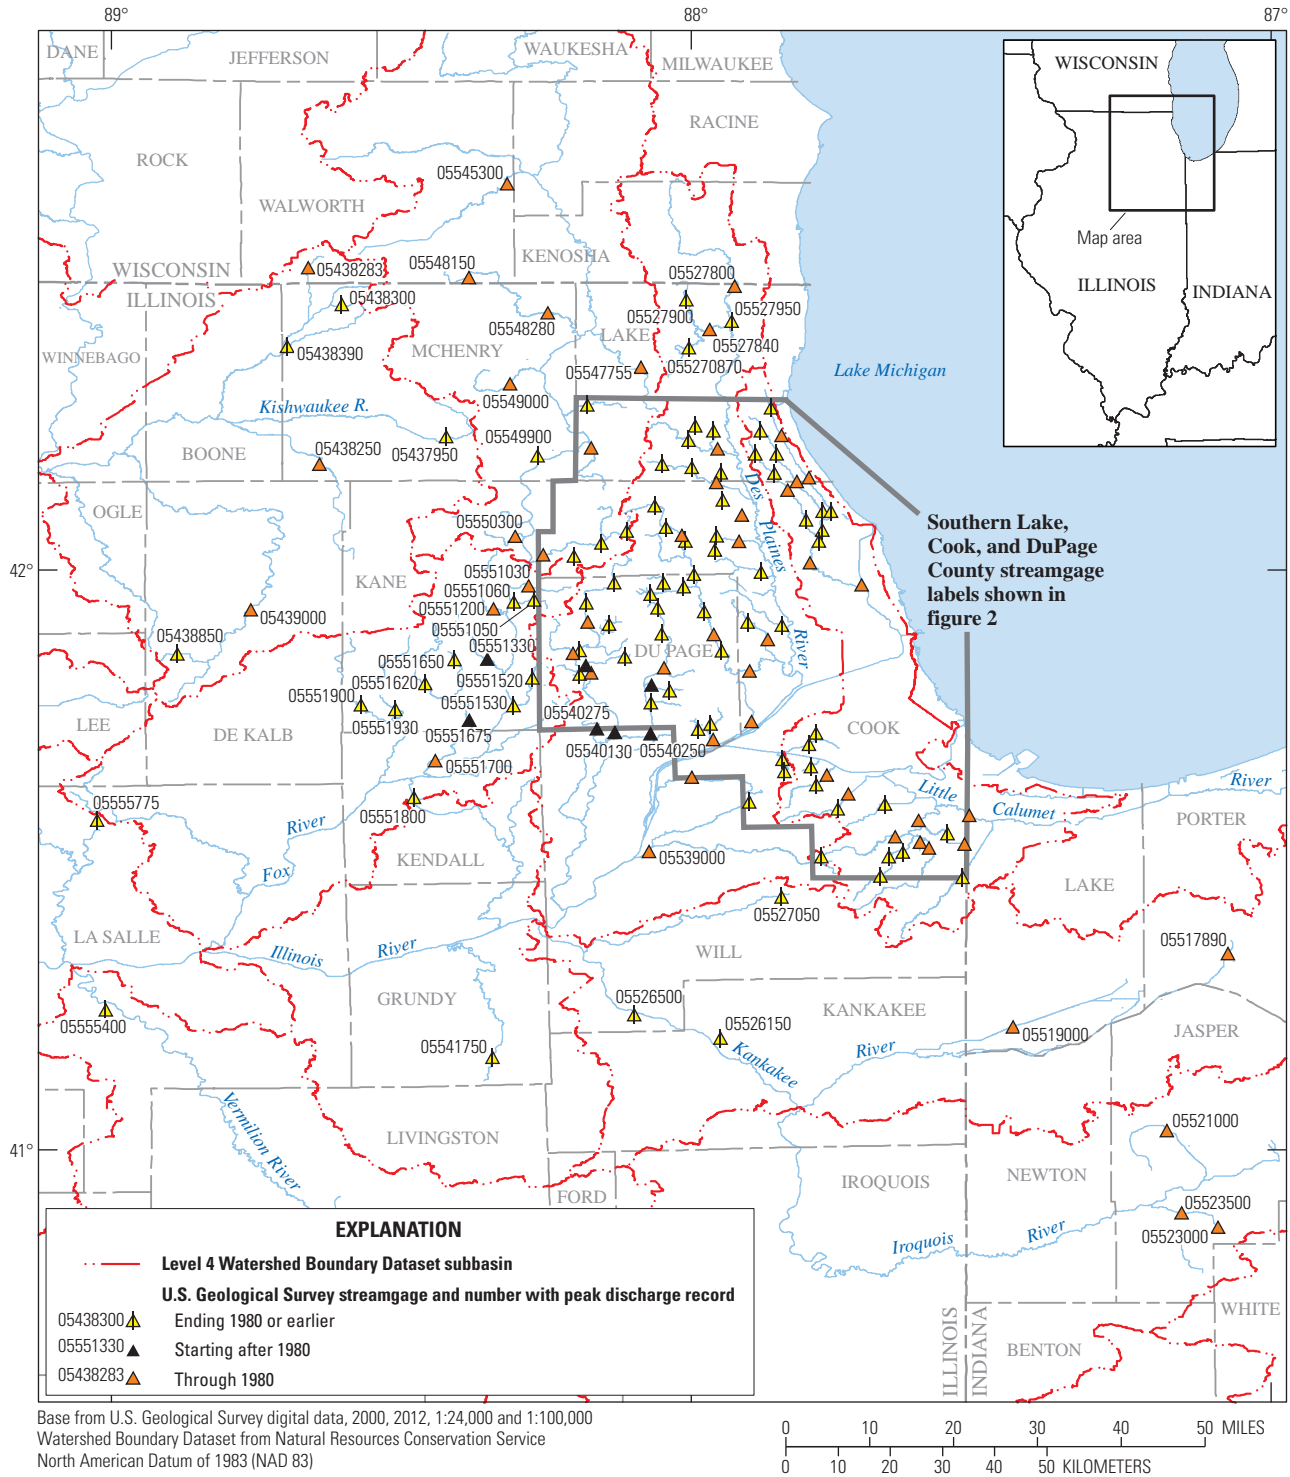 89°
88°
87°
DANE
JEFFERSON
WAUKESHA
MILWAUKEE
RACINE
ROCK
WALWORTH
KENOSHA
WISCONSIN
ILLINOIS
WISCONSIN
Map area
ILLINOIS
INDIANA
05545300
05438283
05548150
05527800
05438300
05527900
05527950
05548280
LAKE
05527840
WINNEBAGO
05438390
MCHENRY
05547755
055270870
Lake Michigan
05549000
Kishwaukee R.
05549900
BOONE
05438250
05437950
Des Plaines
River
OGLE
05550300
Southern Lake,
Cook, and DuPage
County streamgage
labels shown in
figure 2
42°
KANE
05551030
05551060
05551200
05551050
05439000
05438850
05551330
DU PAGE
05551650
05551620
05551520
05551900
05551530
05551930
05551675
05540275
05540130
05540250
COOK
LEE
DE KALB
05551700
Little
Calumet
River
05555775
05551800
PORTER
River
Fox
KENDALL
05539000
LAKE
05527050
LA SALLE
Illinois
River
WILL
05517890
GRUNDY
05526500
KANKAKEE
05555400
05526150
05519000
JASPER
05541750
Kankakee
River
Vermilion River
05521000
41°
LIVINGSTON
FORD
IROQUOIS
NEWTON
05523500
05523000
Iroquois
River
WHITE
ILLINOIS
INDIANA
BENTON
EXPLANATION
Level 4 Watershed Boundary Dataset subbasin
U.S. Geological Survey streamgage and number with peak discharge record
05438300 Ending 1980 or earlier
05551330 Starting after 1980
05438283 Through 1980
Base from U.S. Geological Survey digital data, 2000, 2012, 1:24,000 and 1:100,000
Watershed Boundary Dataset from Natural Resources Conservation Service
North American Datum of 1983 (NAD 83)
0 10 20 30 40 50 MILES
0 10 20 30 40 50 KILOMETERS